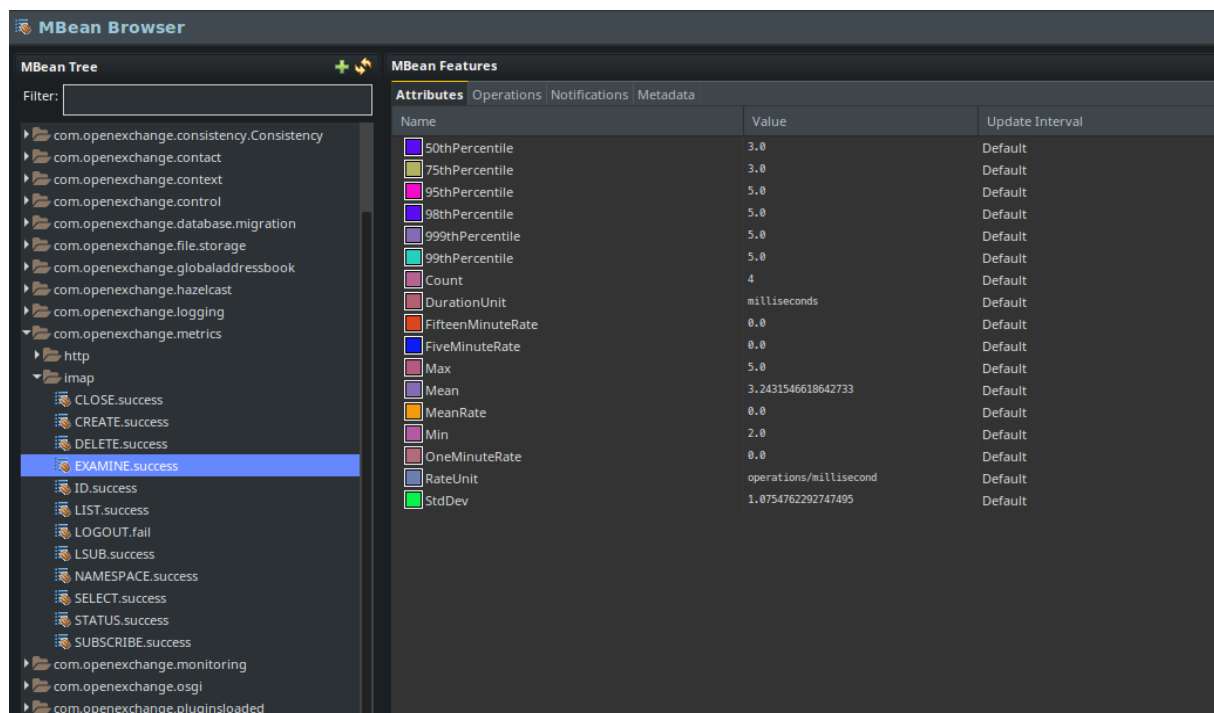 MBean Browser
MBean Tree
Filter:
com.openexchange.consistency.Consistency
com.openexchange.contact
com.openexchange.context
com.openexchange.control
com.openexchange.database.migration
com.openexchange.file.storage
com.openexchange.globaladdressbook
com.openexchange.hazelcast
com.openexchange.logging
com.openexchange.metrics
http
imap
CLOSE.success
CREATE.success
DELETE.success
EXAMINE.success
ID.success
LIST.success
LOGOUT.fail
LSUB.success
NAMESPACE.success
SELECT.success
STATUS.success
SUBSCRIBE.success
com.openexchange.monitoring
com.openexchange.osgi
com.openexchange.pluginsloaded
MBean Features
Attributes Operations Notifications Metadata
Name Value Update Interval
50thPercentile 3.0 Default
75thPercentile 3.0 Default
95thPercentile 5.0 Default
98thPercentile 5.0 Default
999thPercentile 5.0 Default
99thPercentile 5.0 Default
Count 4 Default
DurationUnit milliseconds Default
FifteenMinuteRate 0.0 Default
FiveMinuteRate 0.0 Default
Max 5.0 Default
Mean 3.2431546618642733 Default
MeanRate 0.0 Default
Min 2.0 Default
OneMinuteRate 0.0 Default
RateUnit operations/millisecond Default
StdDev 1.0754762292747495 Default